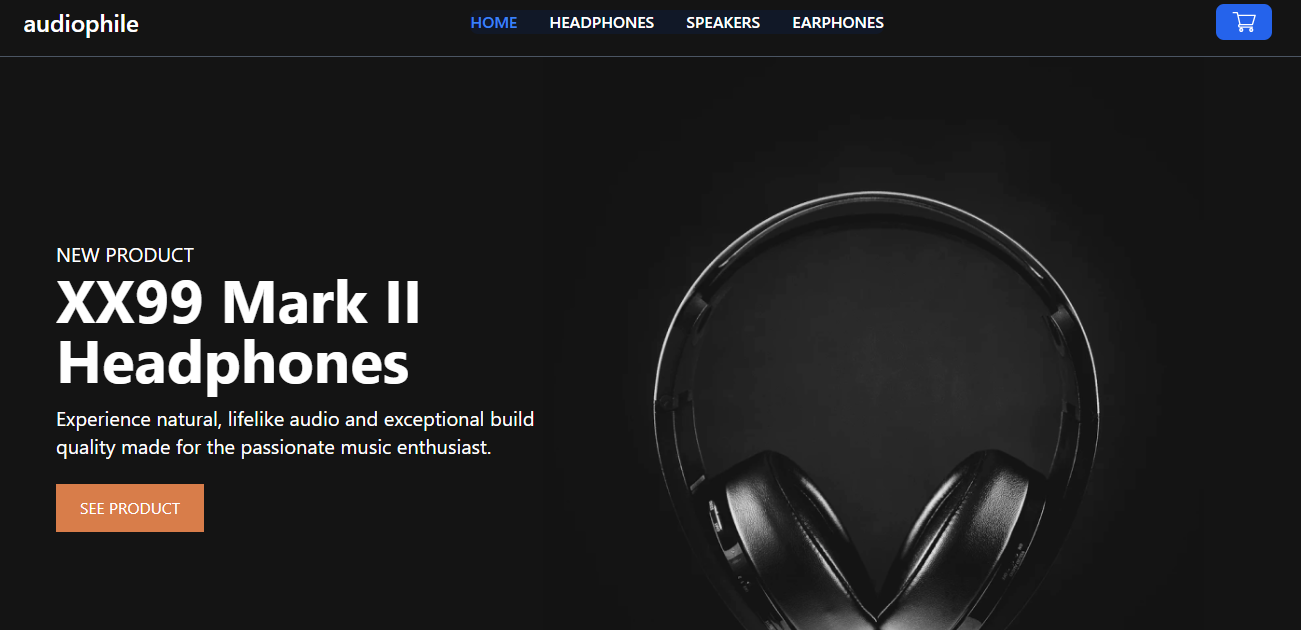 audiophile
HOME HEADPHONES SPEAKERS EARPHONES
NEW PRODUCT
XX99 Mark II
Headphones
Experience natural, lifelike audio and exceptional build
quality made for the passionate music enthusiast.
SEE PRODUCT